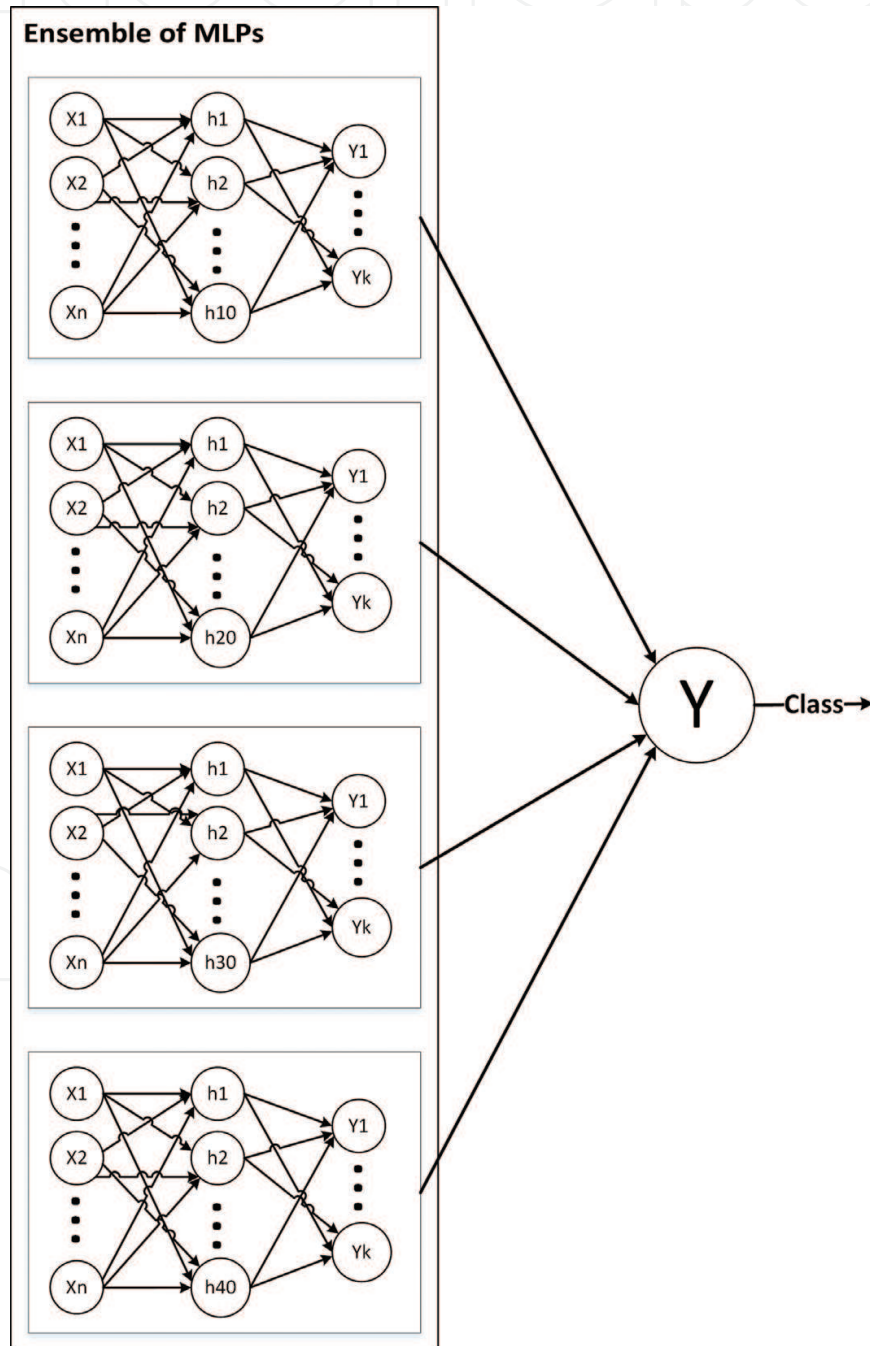 Ensemble of MLPs
X1
h1
X2
h2
Y1
Xn
h10
Yk
X1
h1
X2
h2
Y1
Xn
h20
Yk
X1
h1
X2
h2
Y1
Xn
h30
Yk
X1
h1
X2
h2
Y1
Xn
h40
Yk
Y
Class